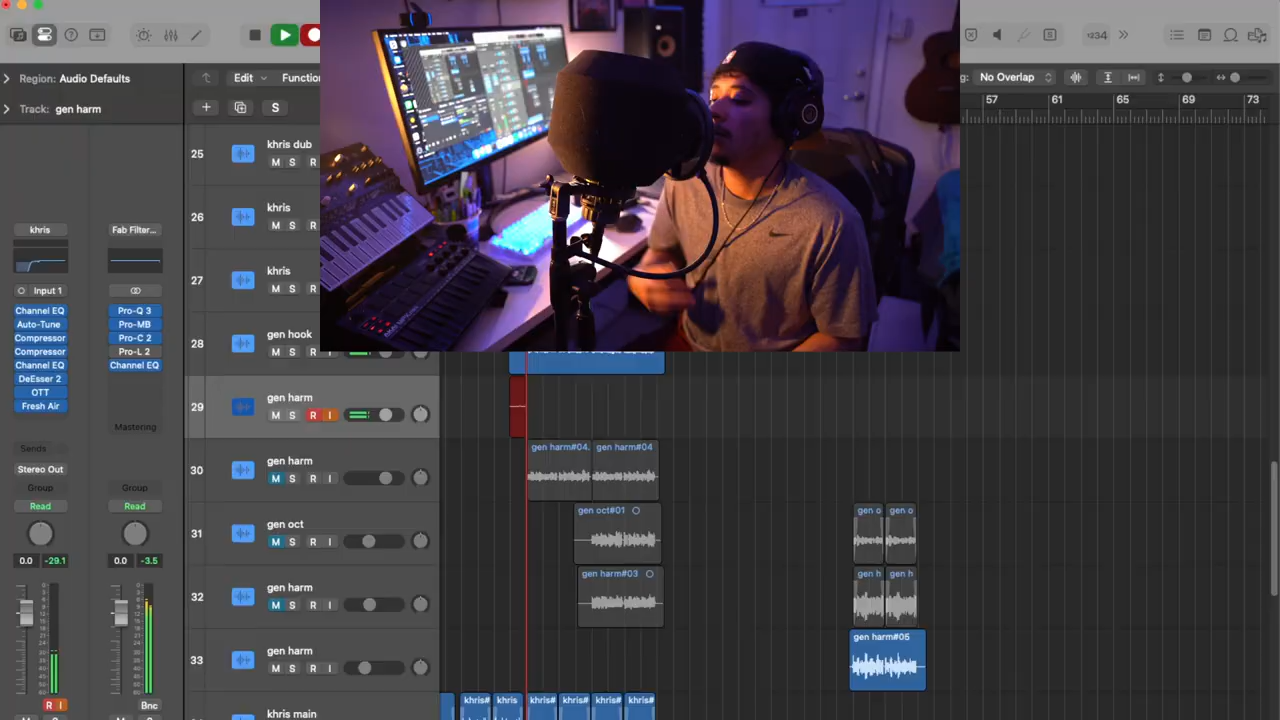 1234
Region: Audio Defaults
Edit
Functio
No Overlap
Track: gen harm
S
57 61 65 69 73
25 khris dub
M S R
khris
Fab Filter...
26 khris
M S R
Input 1
27 khris
M S R
Channel EQ
Auto-Tune
Compressor
Compressor
Channel EQ
DeEsser 2
OTT
Fresh Air
Pro-Q 3
Pro-MB
Pro-C 2
Pro-L 2
Channel EQ
Mastering
28 gen hook
M S R I
29 gen harm
M S R I
Sends
Stereo Out
Group Group
Read Read
0.0 -29.1 0.0 -3.5
30 gen harm
M S R I
gen harm#04. gen harm#04
31 gen oct
M S R I
gen oct#01
gen o gen o
32 gen harm
M S R I
gen harm#03
gen h gen h
33 gen harm
M S R I
gen harm#05
R I
Bnc
khris main
khris# khris khris# khris# khris# khris#